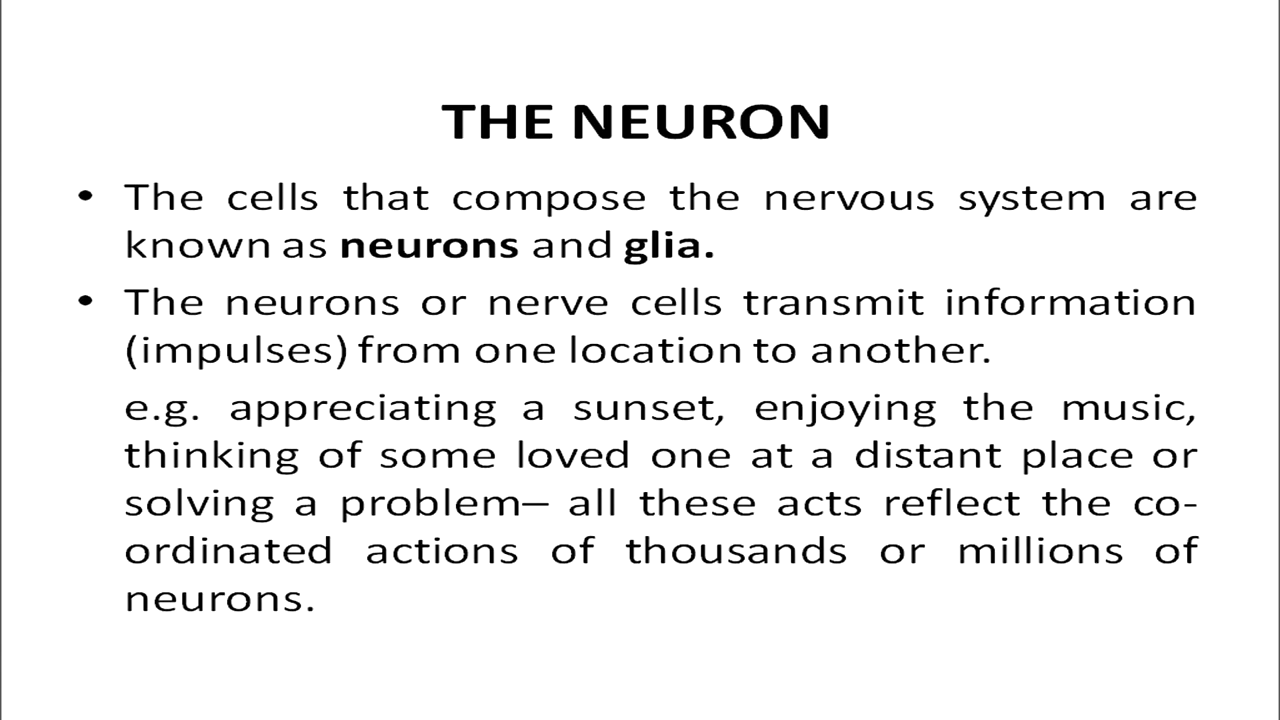 THE NEURON
• The cells that compose the nervous system are
known as neurons and glia.
• The neurons or nerve cells transmit information
(impulses) from one location to another.
e.g. appreciating a sunset, enjoying the music,
thinking of some loved one at a distant place or
solving a problem– all these acts reflect the co-
ordinated actions of thousands or millions of
neurons.